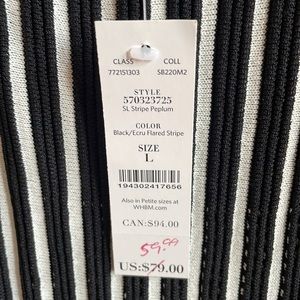 CLASS COLL
772151303 SB220M2
STYLE
570323725
SL Stripe Peplum
COLOR
Black/Ecru Flared Stripe
SIZE
L
194302417656
Also in Petite sizes at
WHBM.com
CAN:$94.00
59.99
US:$79.00